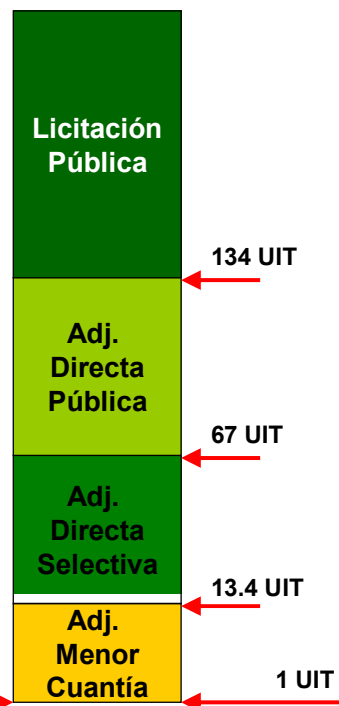 Licitación
Pública
134 UIT
Adj.
Directa
Pública
67 UIT
Adj.
Directa
Selectiva
13.4 UIT
Adj.
Menor
Cuantía
1 UIT